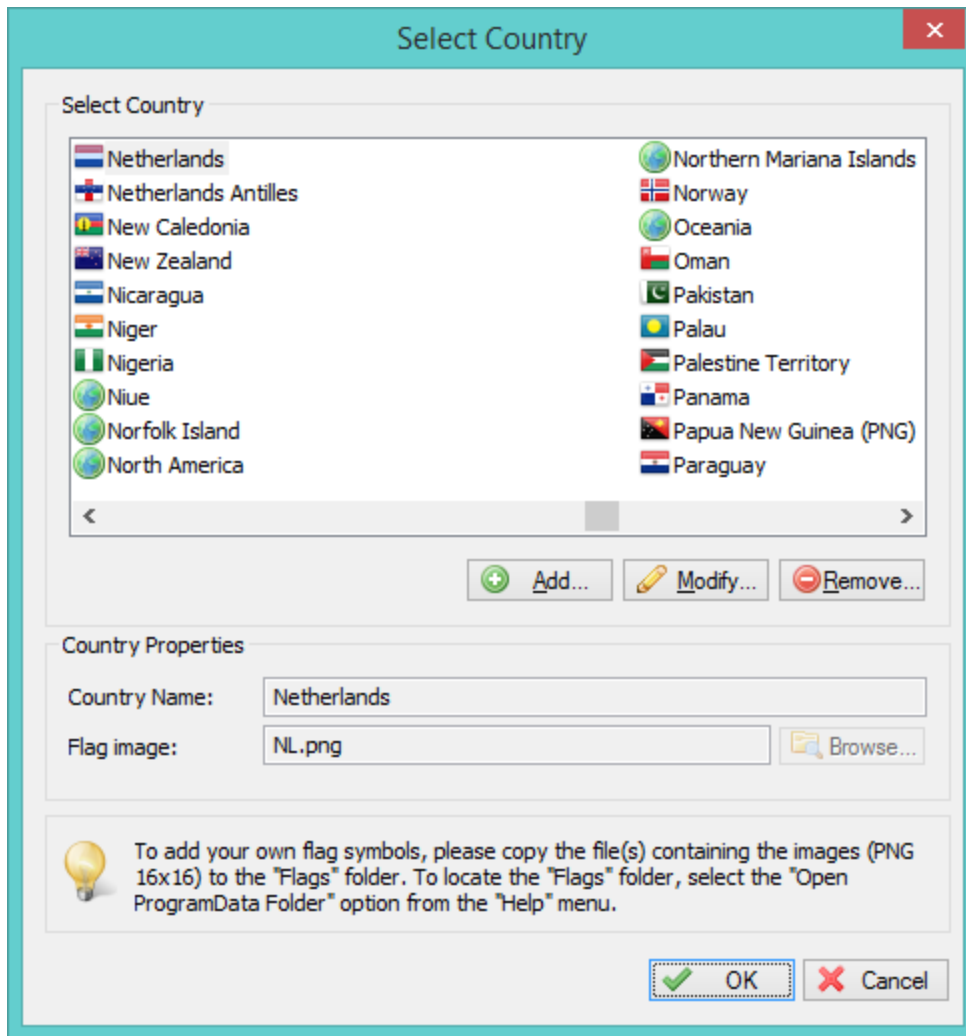 Select Country
Select Country
Netherlands
Netherlands Antilles
New Caledonia
New Zealand
Nicaragua
Niger
Nigeria
Niue
Norfolk Island
North America
Northern Mariana Islands
Norway
Oceania
Oman
Pakistan
Palau
Palestine Territory
Panama
Papua New Guinea (PNG)
Paraguay
Add...
Modify...
Remove...
Country Properties
Country Name:
Netherlands
Flag image:
NL.png
Browse...
To add your own flag symbols, please copy the file(s) containing the images (PNG
16x16) to the "Flags" folder. To locate the "Flags" folder, select the "Open
ProgramData Folder" option from the "Help" menu.
OK
Cancel